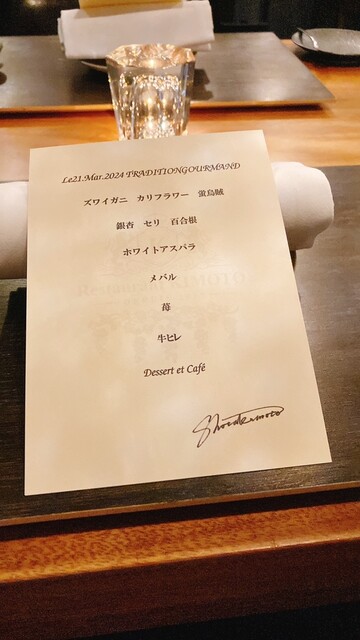 Le21.Mar.2024 TRADITIONGOURMAND
ズワイガニ　カリフラワー　蛍烏賊
銀杏　セリ　百合根
ホワイトアスパラ
メバル
苺
牛ヒレ
Dessert et Café